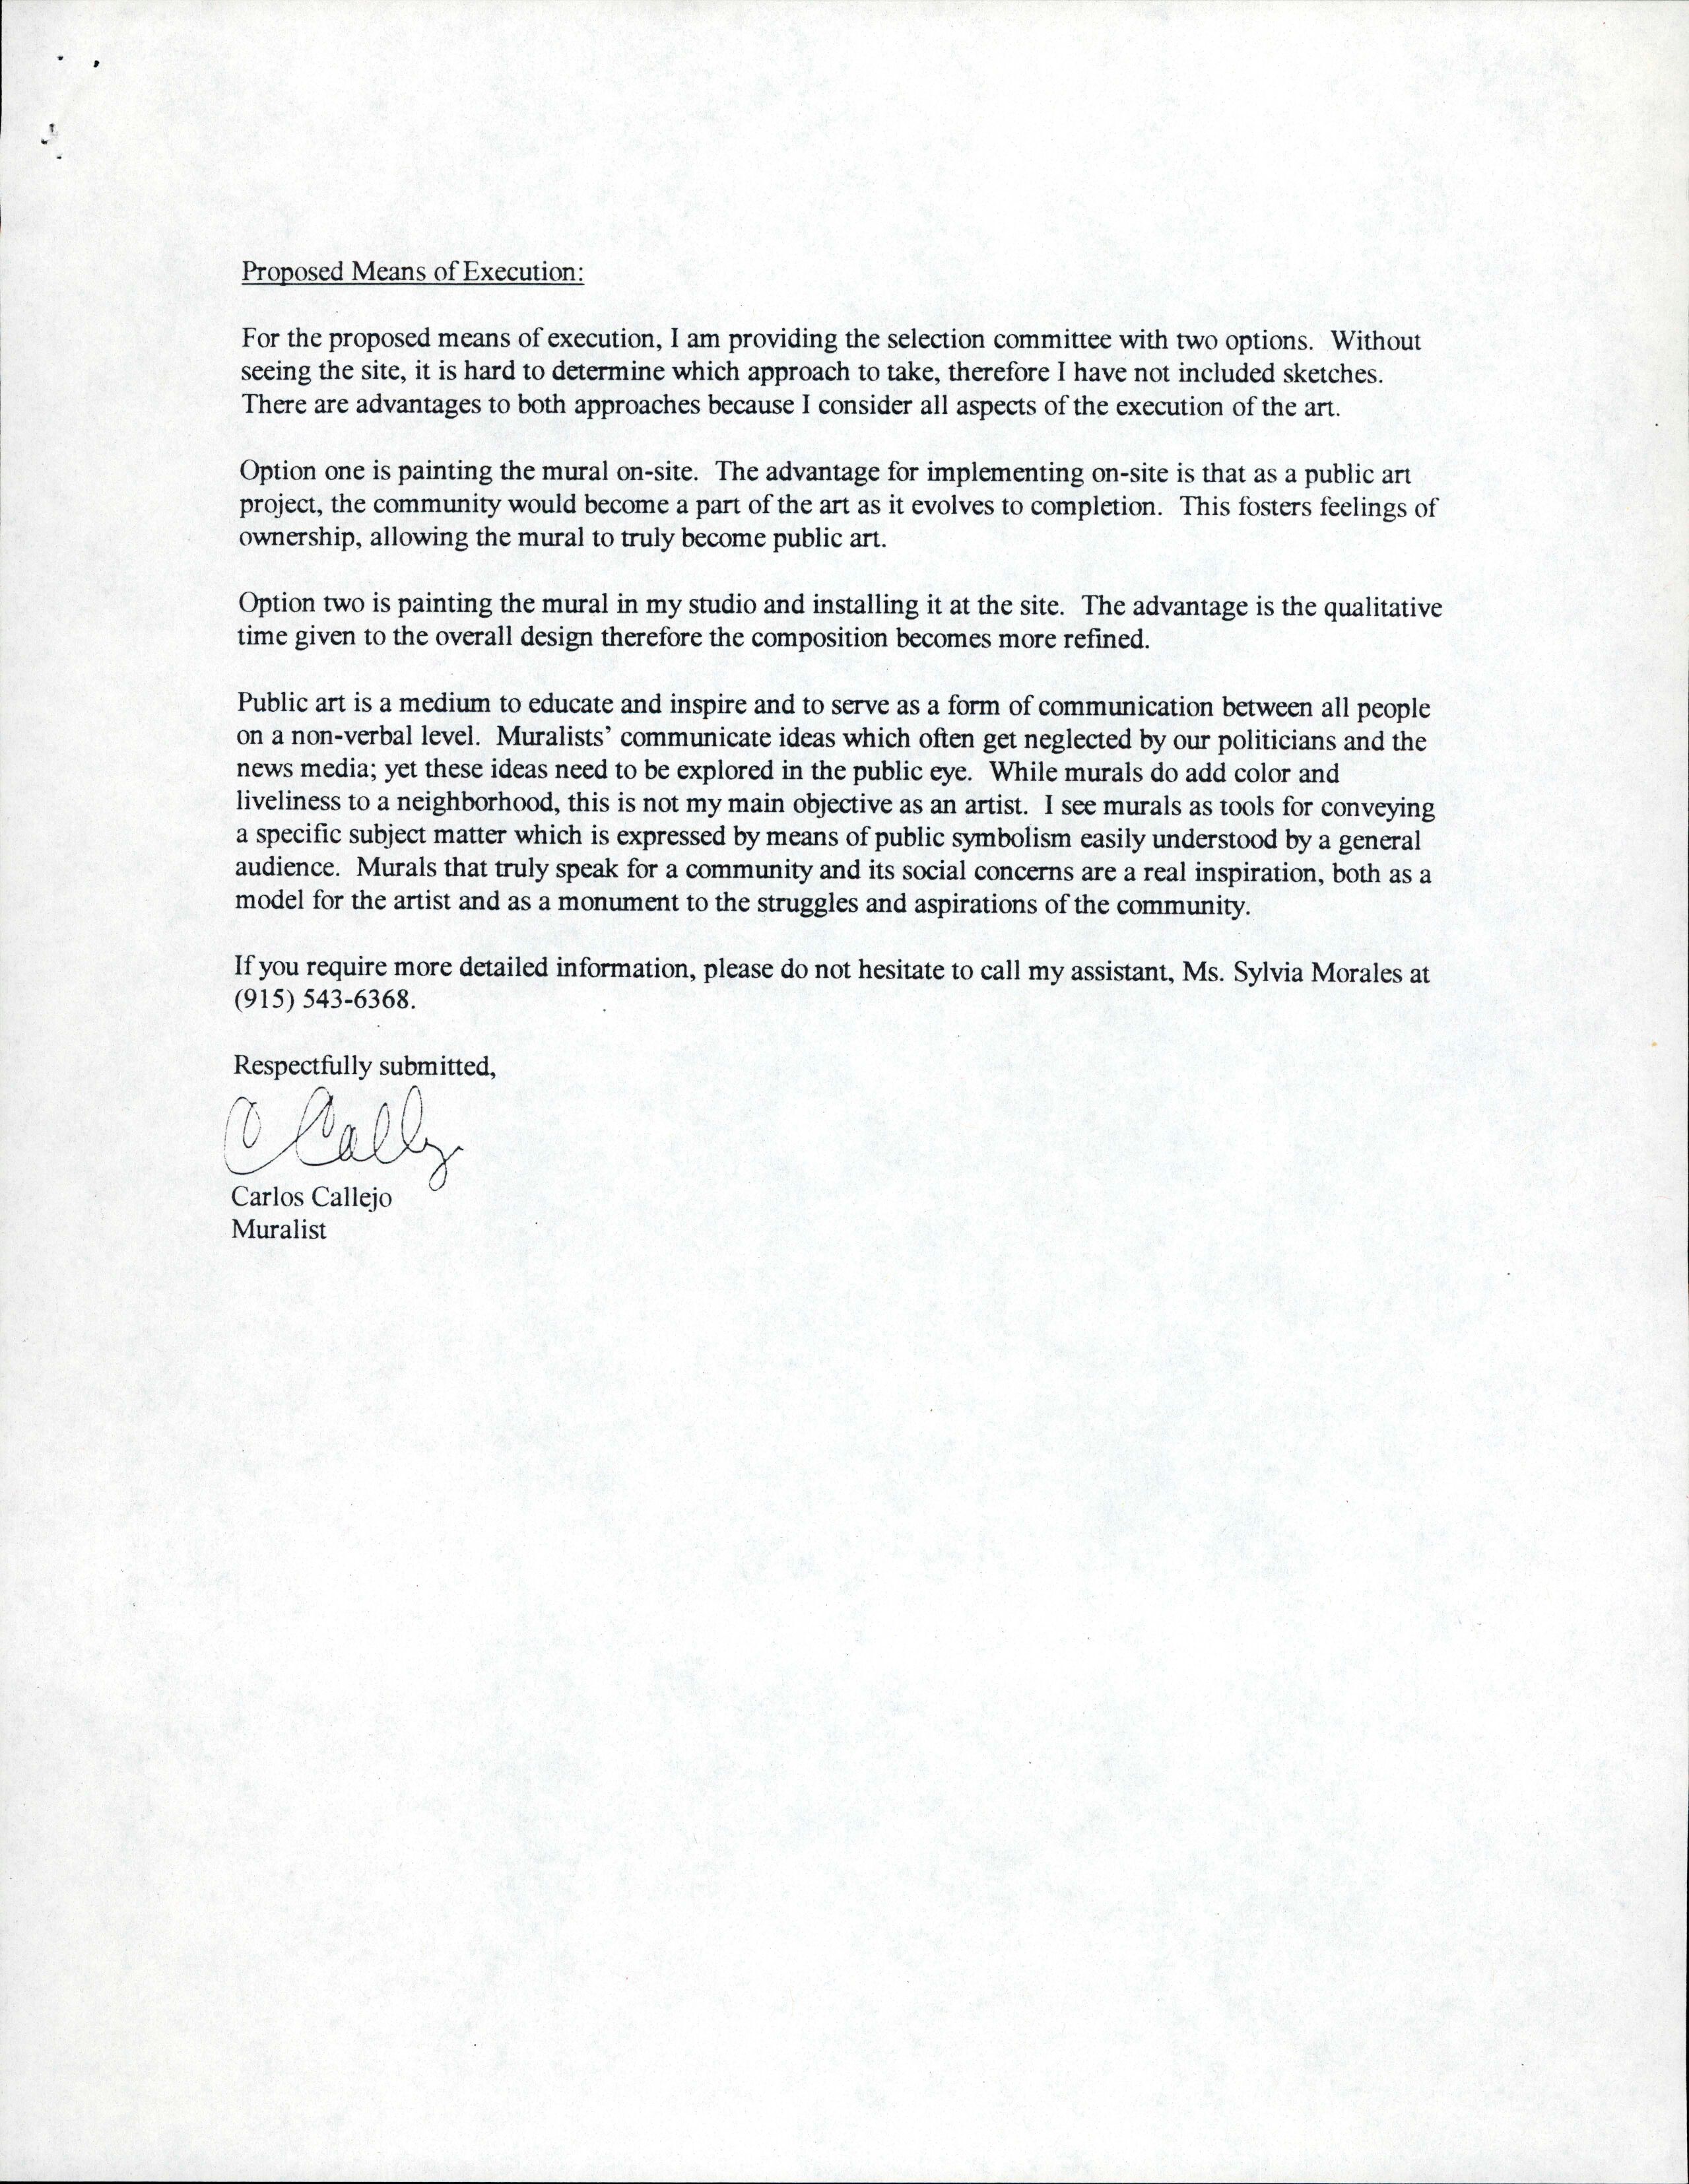 Proposed Means of Execution:
For the proposed means of execution, I am providing the selection committee with two options. Without
seeing the site, it is hard to determine which approach to take, therefore I have not included sketches.
There are advantages to both approaches because I consider all aspects of the execution of the art.
Option one is painting the mural on-site. The advantage for implementing on-site is that as a public art
project, the community would become a part of the art as it evolves to completion. This fosters feelings of
ownership, allowing the mural to truly become public art.
Option two is painting the mural in my studio and installing it at the site. The advantage is the qualitative
time given to the overall design therefore the composition becomes more refined.
Public art is a medium to educate and inspire and to serve as a form of communication between all people
on a non-verbal level. Muralists’ communicate ideas which often get neglected by our politicians and the
news media; yet these ideas need to be explored in the public eye. While murals do add color and
liveliness to a neighborhood, this is not my main objective as an artist. I see murals as tools for conveying
a specific subject matter which is expressed by means of public symbolism easily understood by a general
audience. Murals that truly speak for a community and its social concerns are a real inspiration, both as a
model for the artist and as a monument to the struggles and aspirations of the community.
If you require more detailed information, please do not hesitate to call my assistant, Ms. Sylvia Morales at
(915) 543-6368.
Respectfully submitted,
Carlos Callejo
Muralist